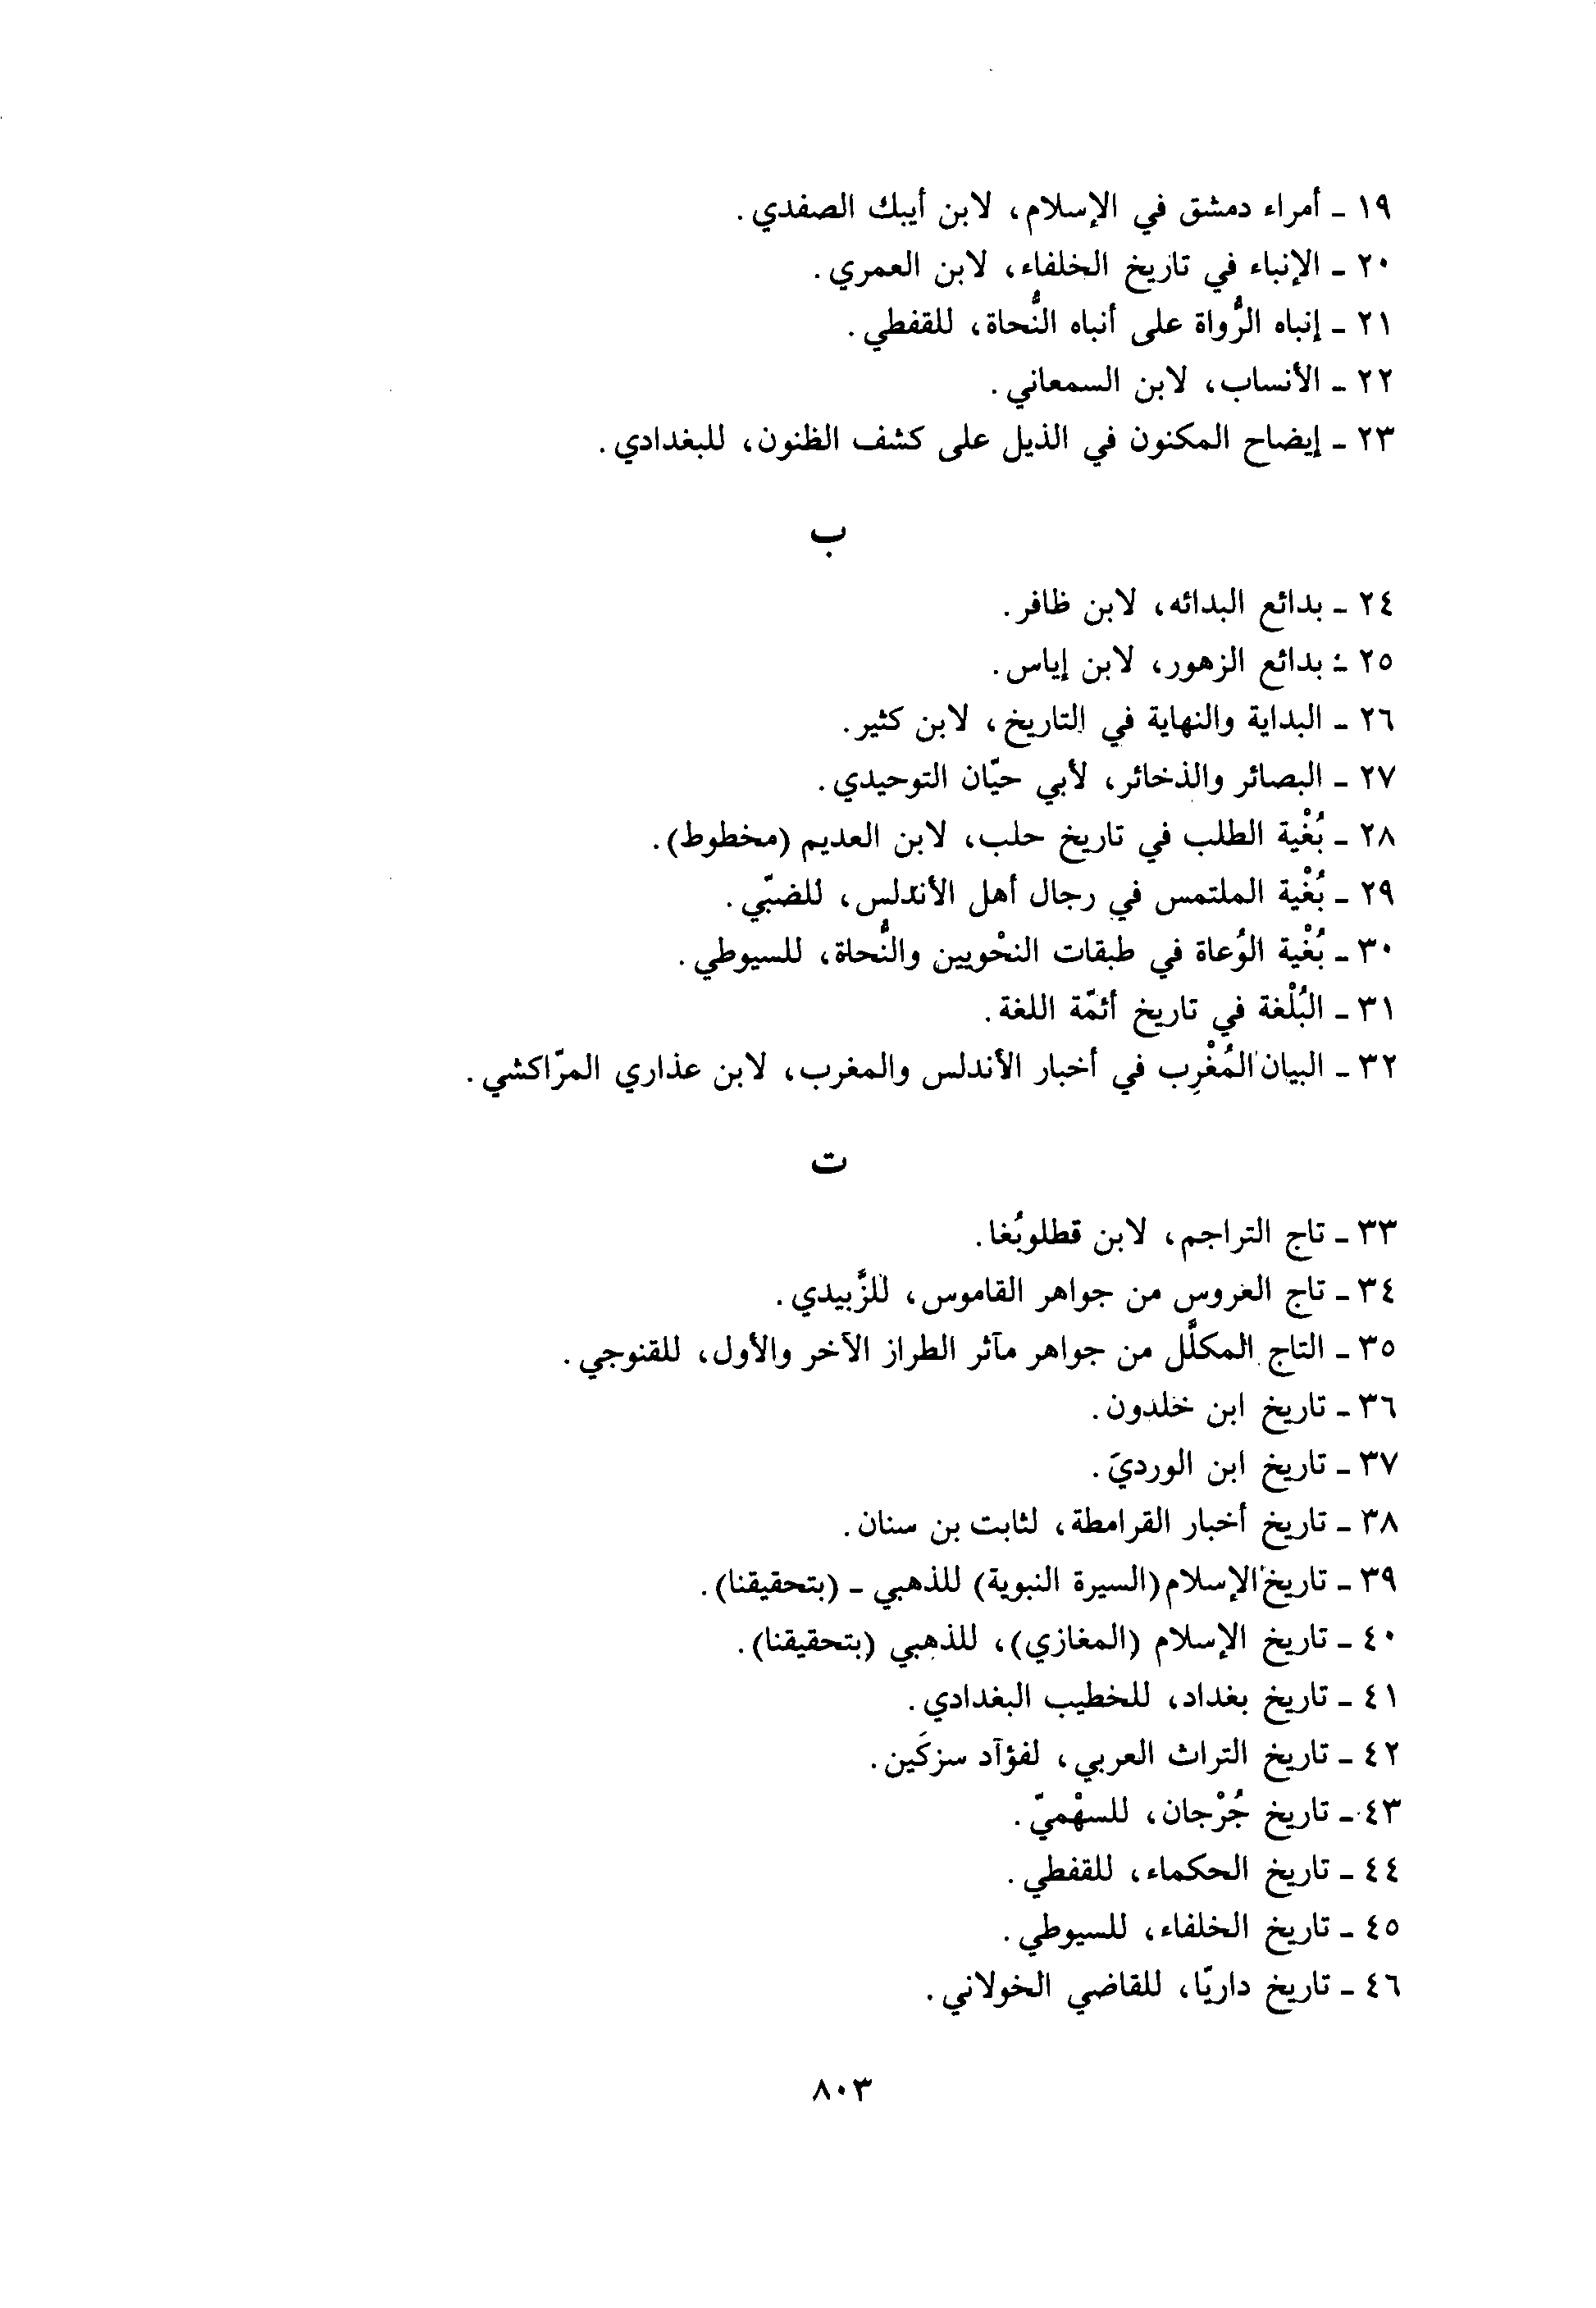 ١٩ ـ أمراء دمشق في الإسلام، لابن أيبك الصفدي.
٢٠ ـ الإنباء في تاريخ الخلفاء، لابن العمري.
٢١ ـ إنباه الرُّواة على أنباه النُّحاة، للقفطي.
٢٢ ـ الأنساب، لابن السمعاني.
٢٣ ـ إيضاح المكنون في الذيل على كشف الظنون، للبغدادي.
ب
٢٤ ـ بدائع البدائه، لابن ظافر.
٢٥ ـ بدائع الزهور، لابن إياس.
٢٦ ـ البداية والنهاية في التاريخ، لابن كثير.
٢٧ ـ البصائر والذخائر، لأبي حيّان التوحيدي.
٢٨ ـ بُغْية الطلب في تاريخ حلب، لابن العديم (مخطوط).
٢٩ ـ بُغْية الملتمس في رجال أهل الأندلس، للضبّي.
٣٠ ـ بُغْية الوُعاة في طبقات النحْويين والنُّحاة، للسيوطي.
٣١ ـ البُلْغة في تاريخ أئمّة اللغة.
٣٢ ـ البيان المُغْرِب في أخبار الأندلس والمغرب، لابن عذاري المرّاكشي.
ت
٣٣ ـ تاج التراجم، لابن قطلوبُغا.
٣٤ ـ تاج العروس من جواهر القاموس، للزَّبيدي.
٣٥ ـ التاج المكلَّل من جواهر مآثر الطراز الآخر والأول، للقنوجي.
٣٦ ـ تاريخ ابن خلدون.
٣٧ ـ تاريخ ابن الورديَ.
٣٨ ـ تاريخ أخبار القرامطة، لثابت بن سنان.
٣٩ ـ تاريخ الإسلام (السيرة النبوية) للذهبي ـ (بتحقيقنا).
٤٠ ـ تاريخ الإسلام (المغازي)، للذهبي (بتحقيقنا).
٤١ ـ تاريخ بغداد، للخطيب البغدادي.
٤٢ ـ تاريخ التراث العربي، لفؤآد سزكَين.
٤٣ ـ تاريخ جُرْجان، للسهْميّ.
٤٤ ـ تاريخ الحكماء، للقفطي.
٤٥ ـ تاريخ الخلفاء، للسيوطي.
٤٦ ـ تاريخ داريّا، للقاضي الخولاني.
٨٠٣